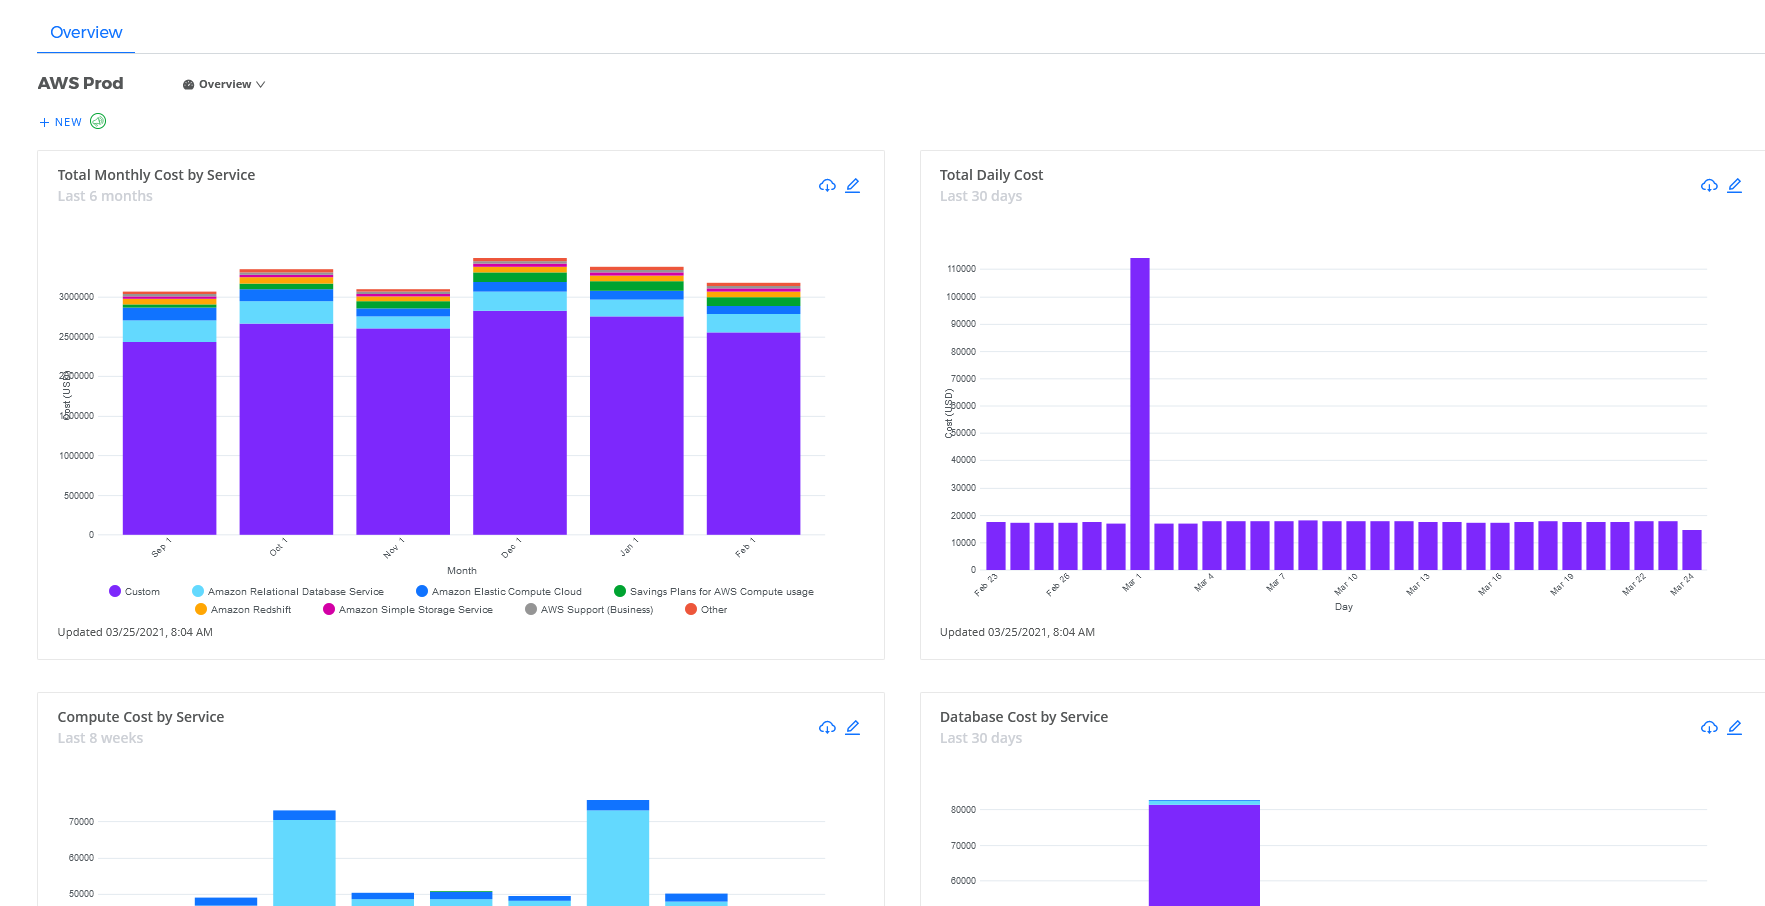 Overview
AWS Prod
Overview
NEW
Total Monthly Cost by Service
Last 6 months
3000000
2500000
2000000
1500000
1000000
500000
0
Cost (USD)
Sep 1
Oct 1
Nov 1
Dec 1
Jan 1
Feb 1
Month
Custom
Amazon Relational Database Service
Amazon Elastic Compute Cloud
Savings Plans for AWS Compute usage
Amazon Redshift
Amazon Simple Storage Service
AWS Support (Business)
Other
Updated 03/25/2021, 8:04 AM
Total Daily Cost
Last 30 days
110000
100000
90000
80000
70000
60000
50000
40000
30000
20000
10000
0
Cost (USD)
Feb 23
Feb 26
Mar 1
Mar 4
Mar 7
Mar 10
Mar 13
Mar 16
Mar 19
Mar 22
Mar 24
Day
Updated 03/25/2021, 8:04 AM
Compute Cost by Service
Last 8 weeks
70000
60000
50000
Database Cost by Service
Last 30 days
80000
70000
60000